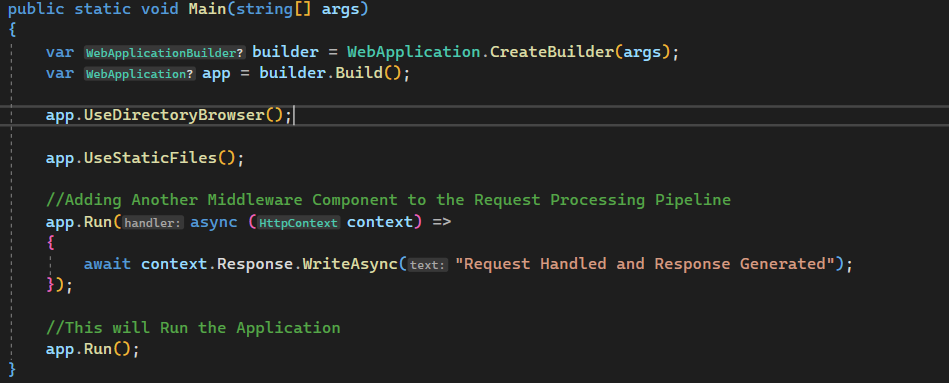 public static void Main(string[] args)
{
var WebApplicationBuilder? builder = WebApplication.CreateBuilder(args);
var WebApplication? app = builder.Build();
app.UseDirectoryBrowser();
app.UseStaticFiles();
//Adding Another Middleware Component to the Request Processing Pipeline
app.Run(handler: async (HttpContext context) =>
{
await context.Response.WriteAsync(text: "Request Handled and Response Generated");
});
//This will Run the Application
app.Run();
}